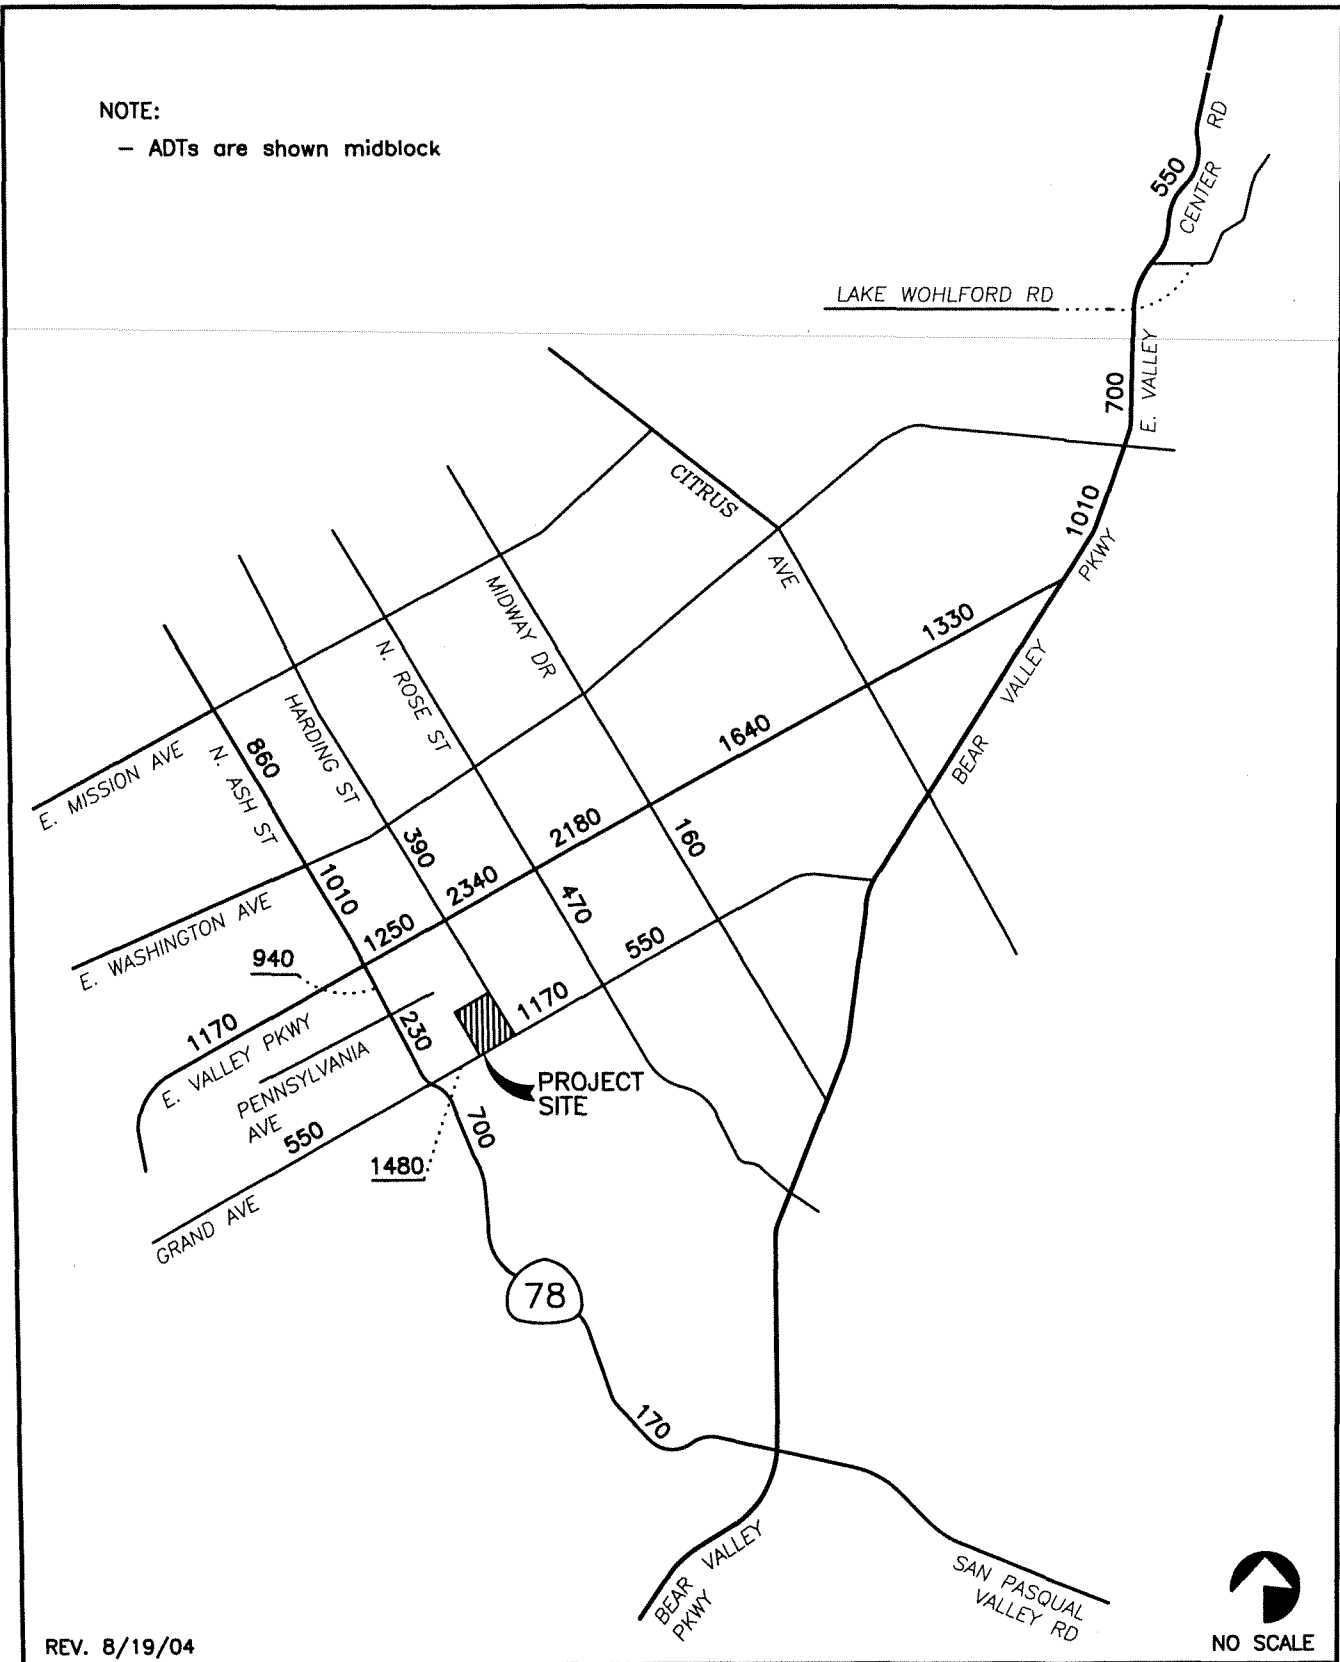 NOTE:
– ADTs are shown midblock
RD
550
CENTER
LAKE WOHLFORD RD
700
E. VALLEY
CITRUS
1010
PKWY
AVE
MIDWAY DR
1330
N. ROSE ST
VALLEY
HARDING ST
1640
860
BEAR
E. MISSION AVE
N. ASH ST
2180
160
390
2340
1010
470
E. WASHINGTON AVE
1250
550
940
1170
1170
230
E. VALLEY PKWY
PENNSYLVANIA
AVE
PROJECT
SITE
550
700
1480
GRAND AVE
78
170
BEAR VALLEY
PKWY
SAN PASQUAL
VALLEY RD
REV. 8/19/04
NO SCALE